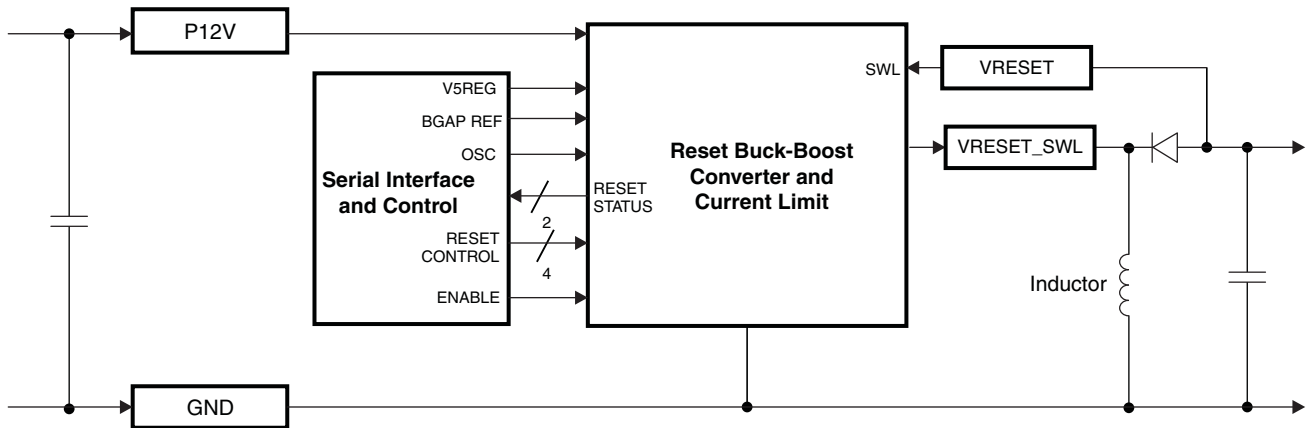 P12V
V5REG
BGAP REF
OSC
Serial Interface
and Control
RESET
CONTROL
ENABLE
2
4
RESET
STATUS
SWL
Reset Buck-Boost
Converter and
Current Limit
VRESET
VRESET_SWL
Inductor
GND